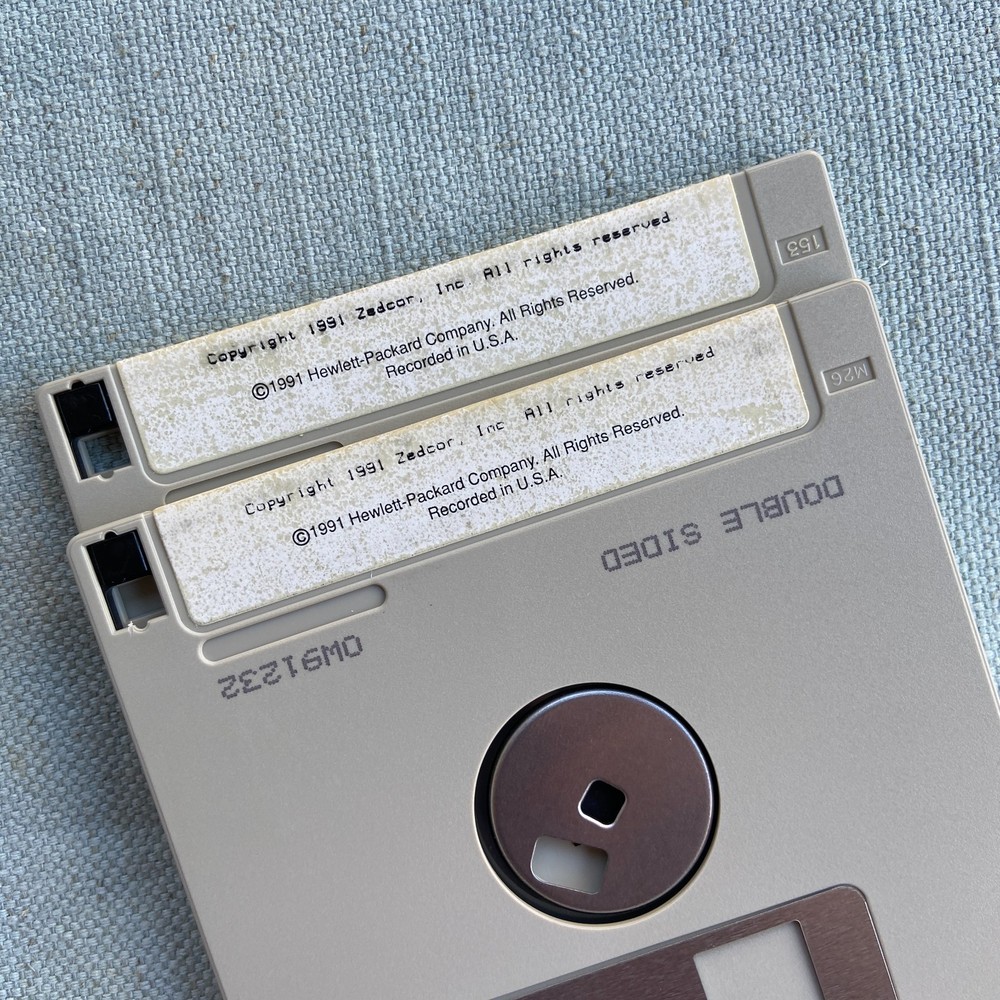 Copyright 1991 Zedcor, Inc. All rights reserved
©1991 Hewlett-Packard Company. All Rights Reserved.
Recorded in U.S.A.
153
Copyright 1991 Zedcor, Inc. All rights reserved
©1991 Hewlett-Packard Company. All Rights Reserved.
Recorded in U.S.A.
M26
DOUBLE SIDED
OW91232